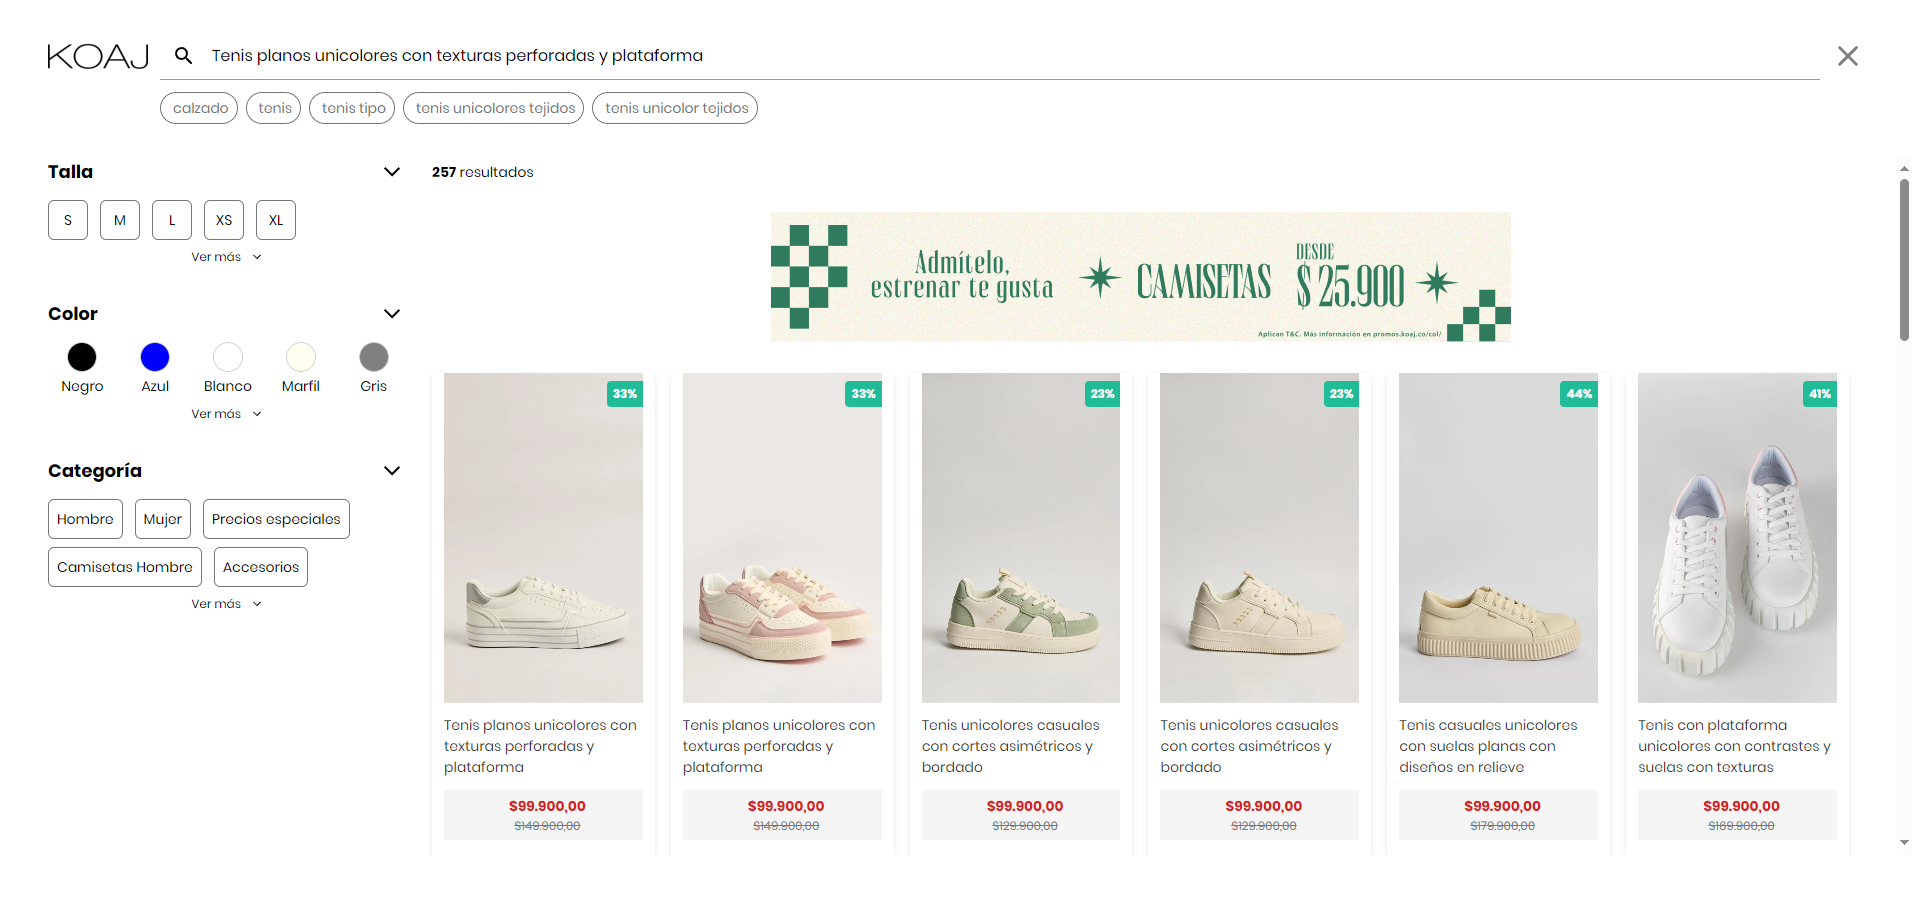 KOAJ
Tenis planos unicolores con texturas perforadas y plataforma
calzado
tenis
tenis tipo
tenis unicolores tejidos
tenis unicolor tejidos
Talla
S
M
L
XS
XL
Ver más
Color
Negro
Azul
Blanco
Marfil
Gris
Ver más
Categoría
Hombre
Mujer
Precios especiales
Camisetas Hombre
Accesorios
Ver más
257 resultados
Admítelo,
estrenar te gusta
CAMISETAS
DESDE
$25.900
Aplican T&C. Más información en promos.koaj.co/col/
33%
Tenis planos unicolores con
texturas perforadas y
plataforma
$99.900,00
$149.900,00
33%
Tenis planos unicolores con
texturas perforadas y
plataforma
$99.900,00
$149.900,00
23%
Tenis unicolores casuales
con cortes asimétricos y
bordado
$99.900,00
$129.900,00
23%
Tenis unicolores casuales
con cortes asimétricos y
bordado
$99.900,00
$129.900,00
44%
Tenis casuales unicolores
con suelas planas con
diseños en relieve
$99.900,00
$179.900,00
41%
Tenis con plataforma
unicolores con contrastes y
suelas con texturas
$99.900,00
$169.900,00